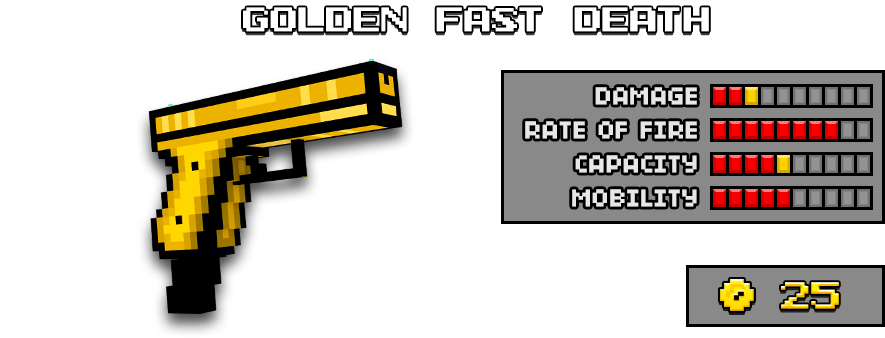 GOLDEN FAST DEATH
DAMAGE
RATE OF FIRE
CAPACITY
MOBILITY
25